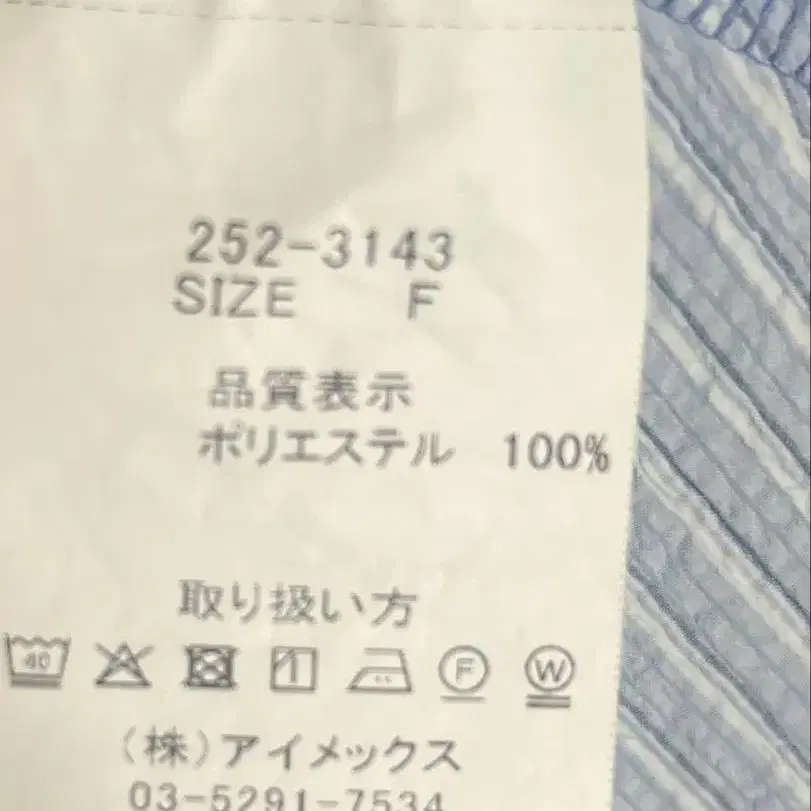 252-3143
SIZE F
品質表示
ポリエステル 100%
取り扱い方
40 F W
(株)アイメックス
03-5291-7534